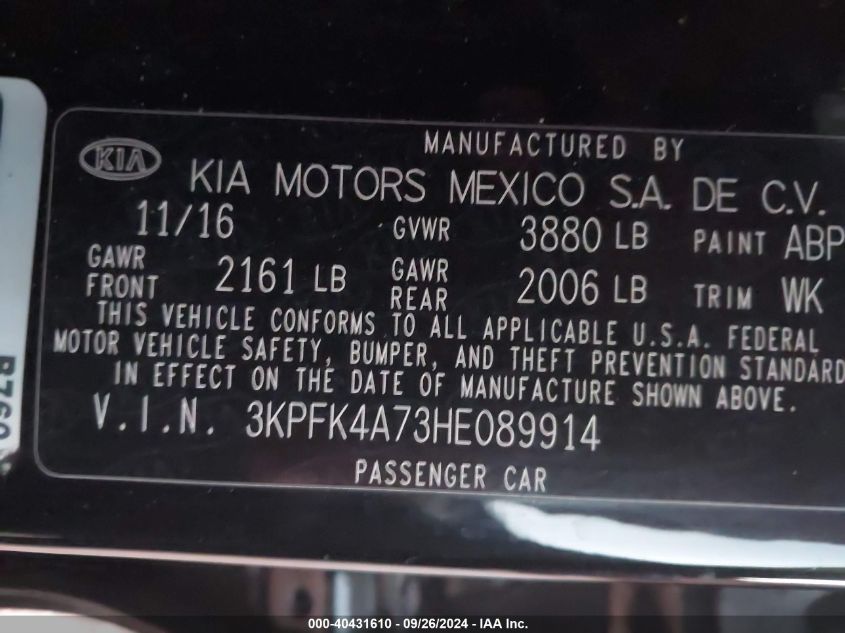 MANUFACTURED BY
KIA KIA MOTORS MEXICO S.A. DE C.V.
11/16 GVWR 3880 LB PAINT ABP
GAWR FRONT 2161 LB GAWR REAR 2006 LB TRIM WK
THIS VEHICLE CONFORMS TO ALL APPLICABLE U.S.A. FEDERAL
MOTOR VEHICLE SAFETY, BUMPER, AND THEFT PREVENTION STANDARD
IN EFFECT ON THE DATE OF MANUFACTURE SHOWN ABOVE.
V.I.N. 3KPFK4A73HE089914
PASSENGER CAR
000-40431610 - 09/26/2024 - IAA Inc.